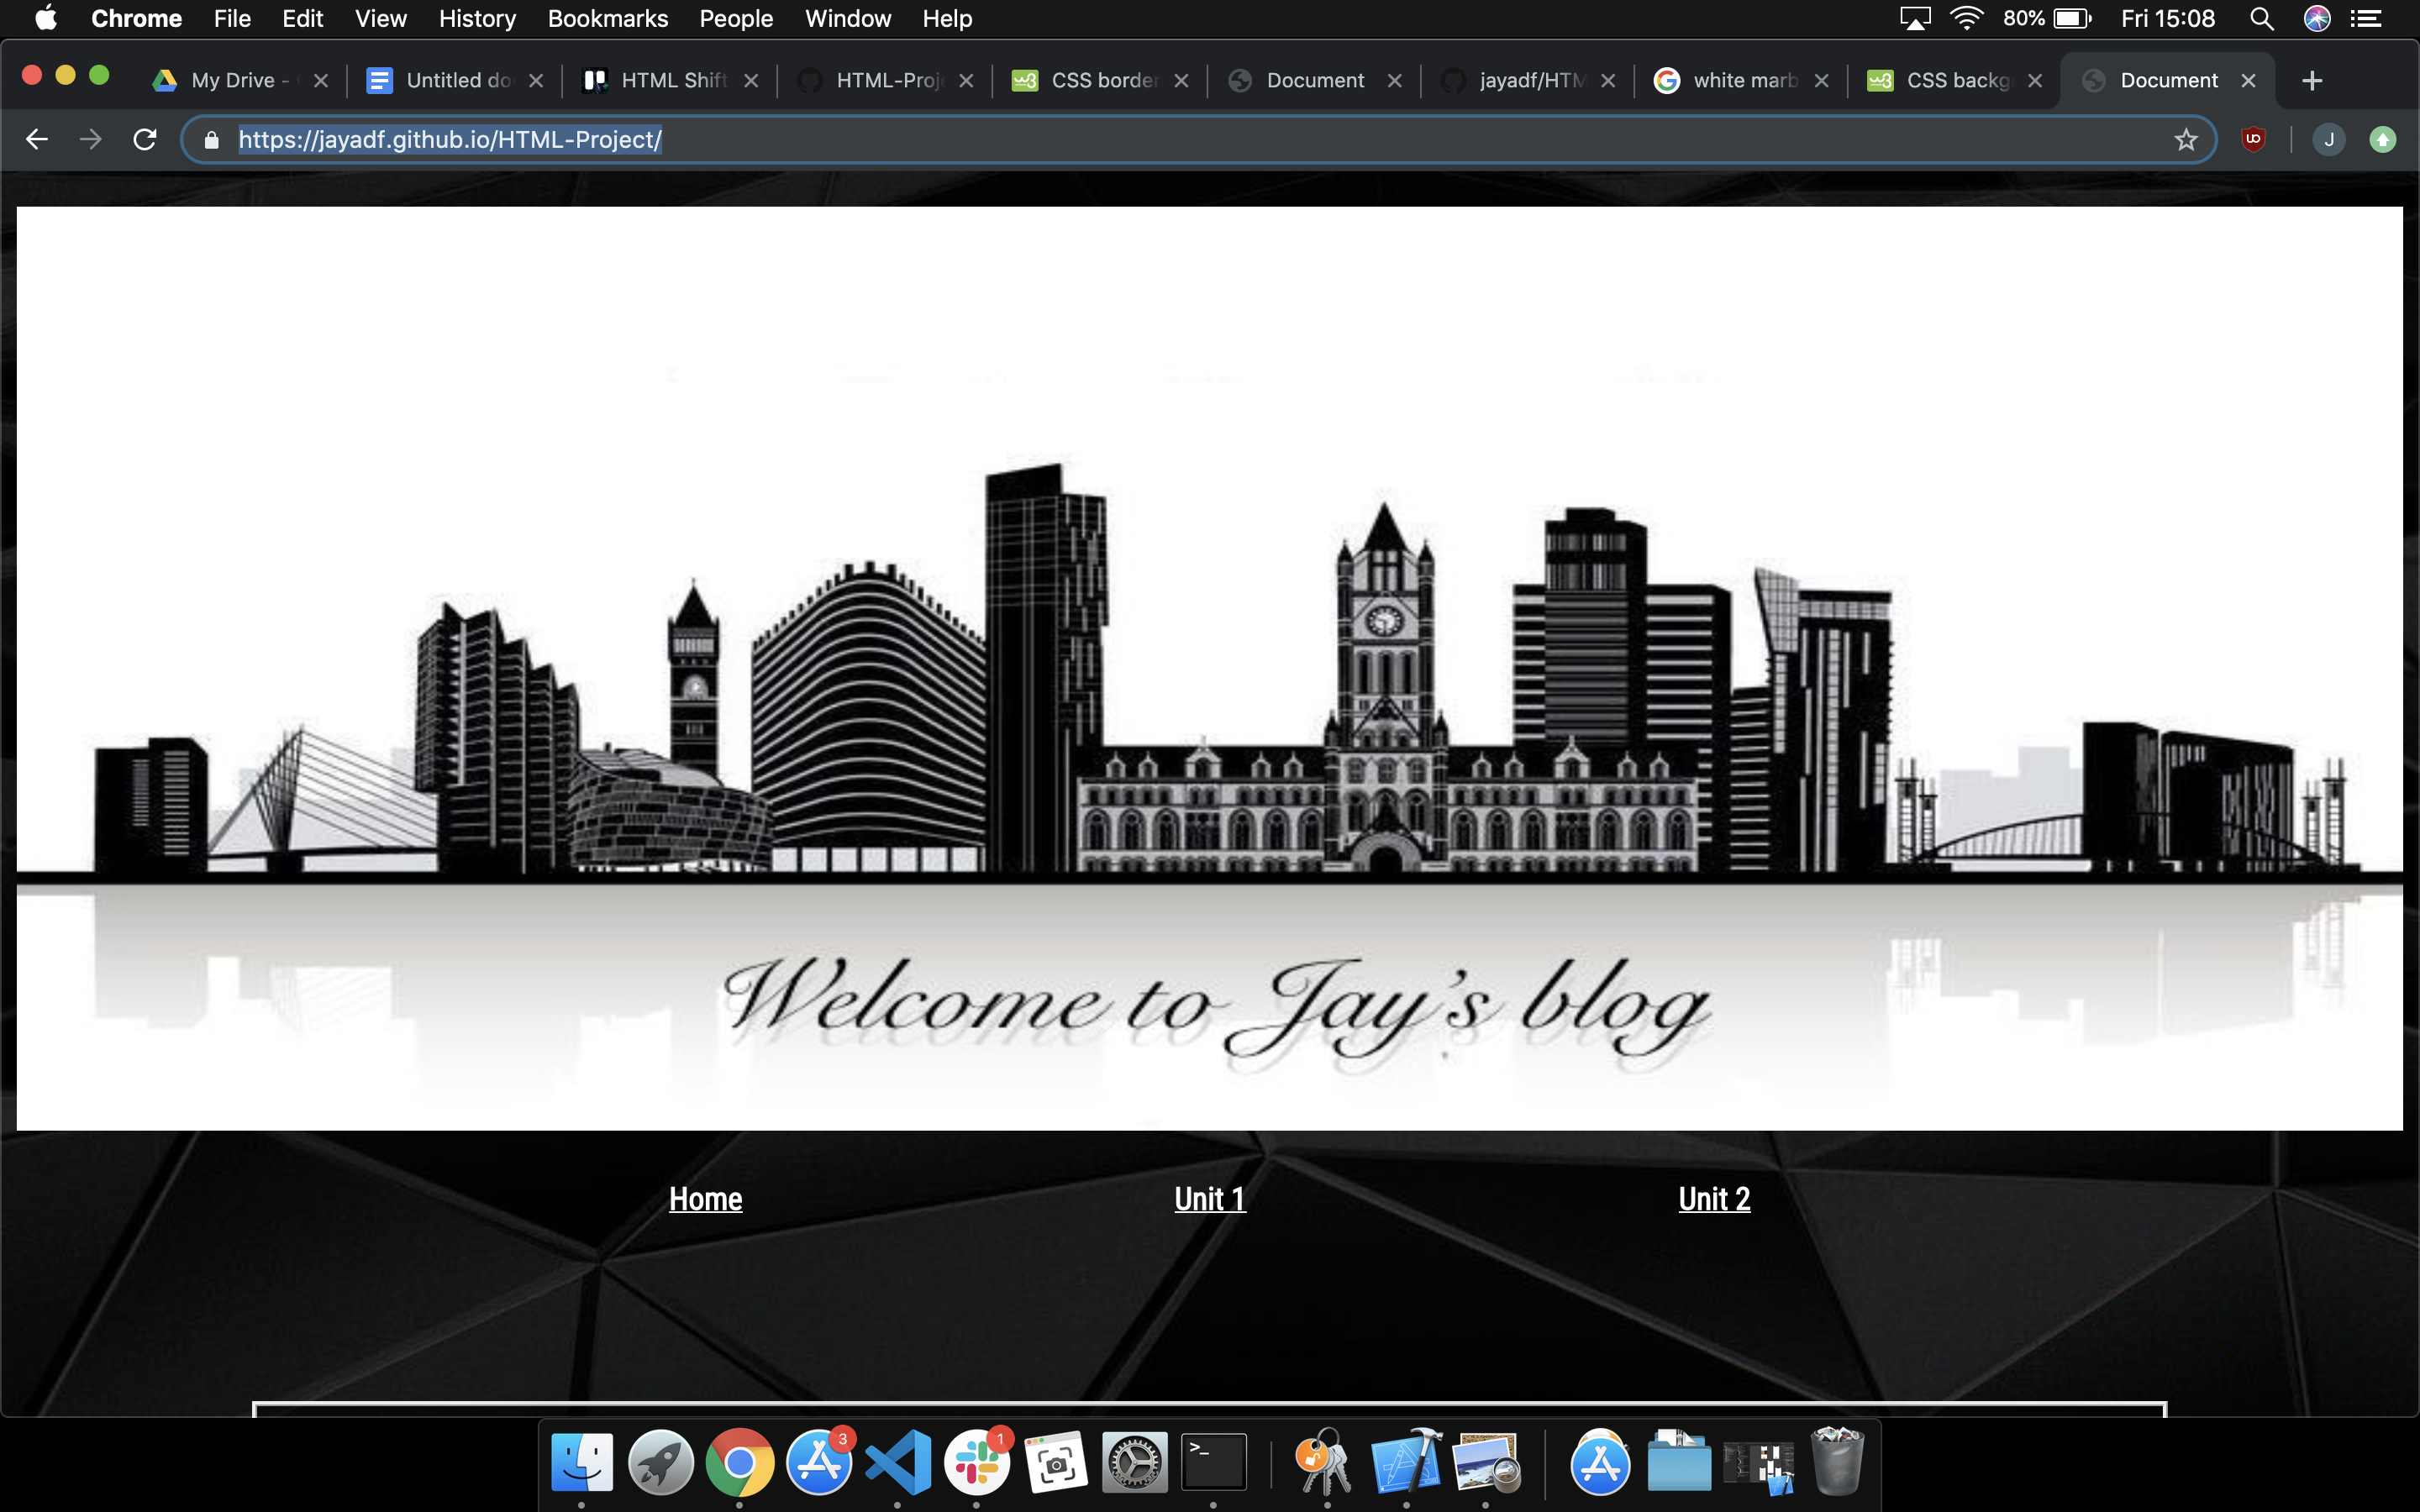 Chrome File Edit View History Bookmarks People Window Help 80% Fri 15:08
My Drive - Untitled do HTML Shift HTML-Proj CSS border Document jayadf/HTM white marb CSS backg Document
https://jayadf.github.io/HTML-Project/ J
Welcome to Jay's blog
Home Unit 1 Unit 2
3 1
>_